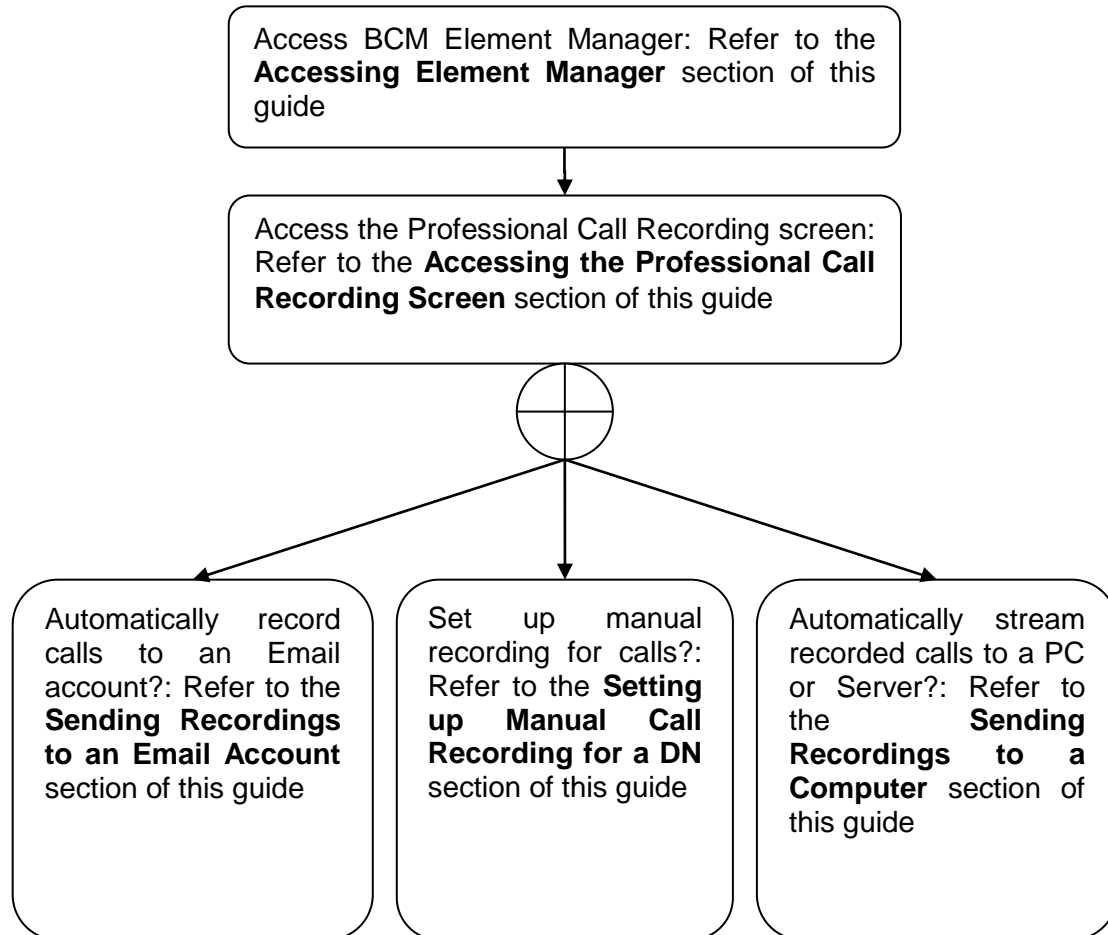 Access BCM Element Manager: Refer to the
Accessing Element Manager section of this
guide
Access the Professional Call Recording screen:
Refer to the Accessing the Professional Call
Recording Screen section of this guide
Automatically record
calls to an Email
account?: Refer to the
Sending Recordings
to an Email Account
section of this guide
Set up manual
recording for calls?:
Refer to the Setting
up Manual Call
Recording for a DN
section of this guide
Automatically stream
recorded calls to a PC
or Server?: Refer to
the Sending
Recordings to a
Computer section of
this guide